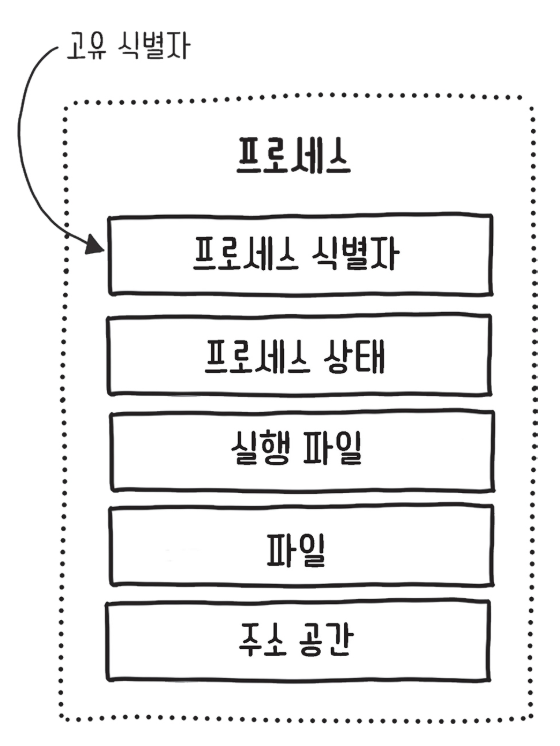 고유 식별자
프로세스
프로세스 식별자
프로세스 상태
실행 파일
파일
주소 공간